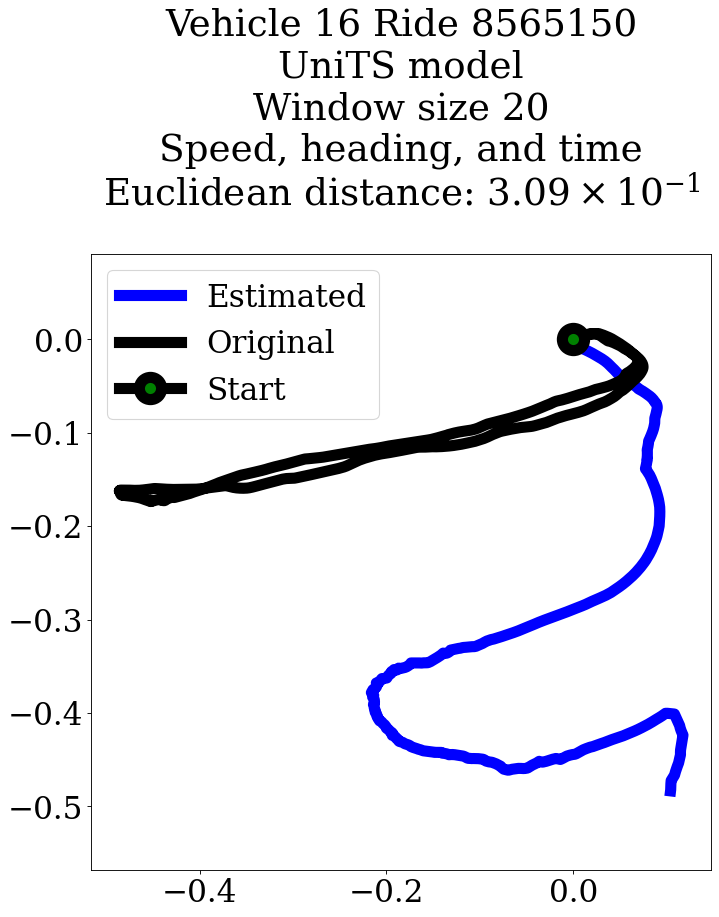 Vehicle 16 Ride 8565150
UniTS model
Window size 20
Speed, heading, and time
Euclidean distance: 3.09 × 10⁻¹
Estimated
Original
Start
0.0
−0.1
−0.2
−0.3
−0.4
−0.5
−0.4 −0.2 0.0